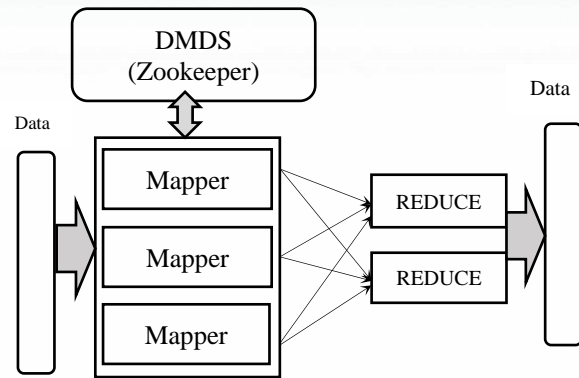 DMDS
(Zookeeper)
Data
Data
Mapper
Mapper
Mapper
REDUCE
REDUCE